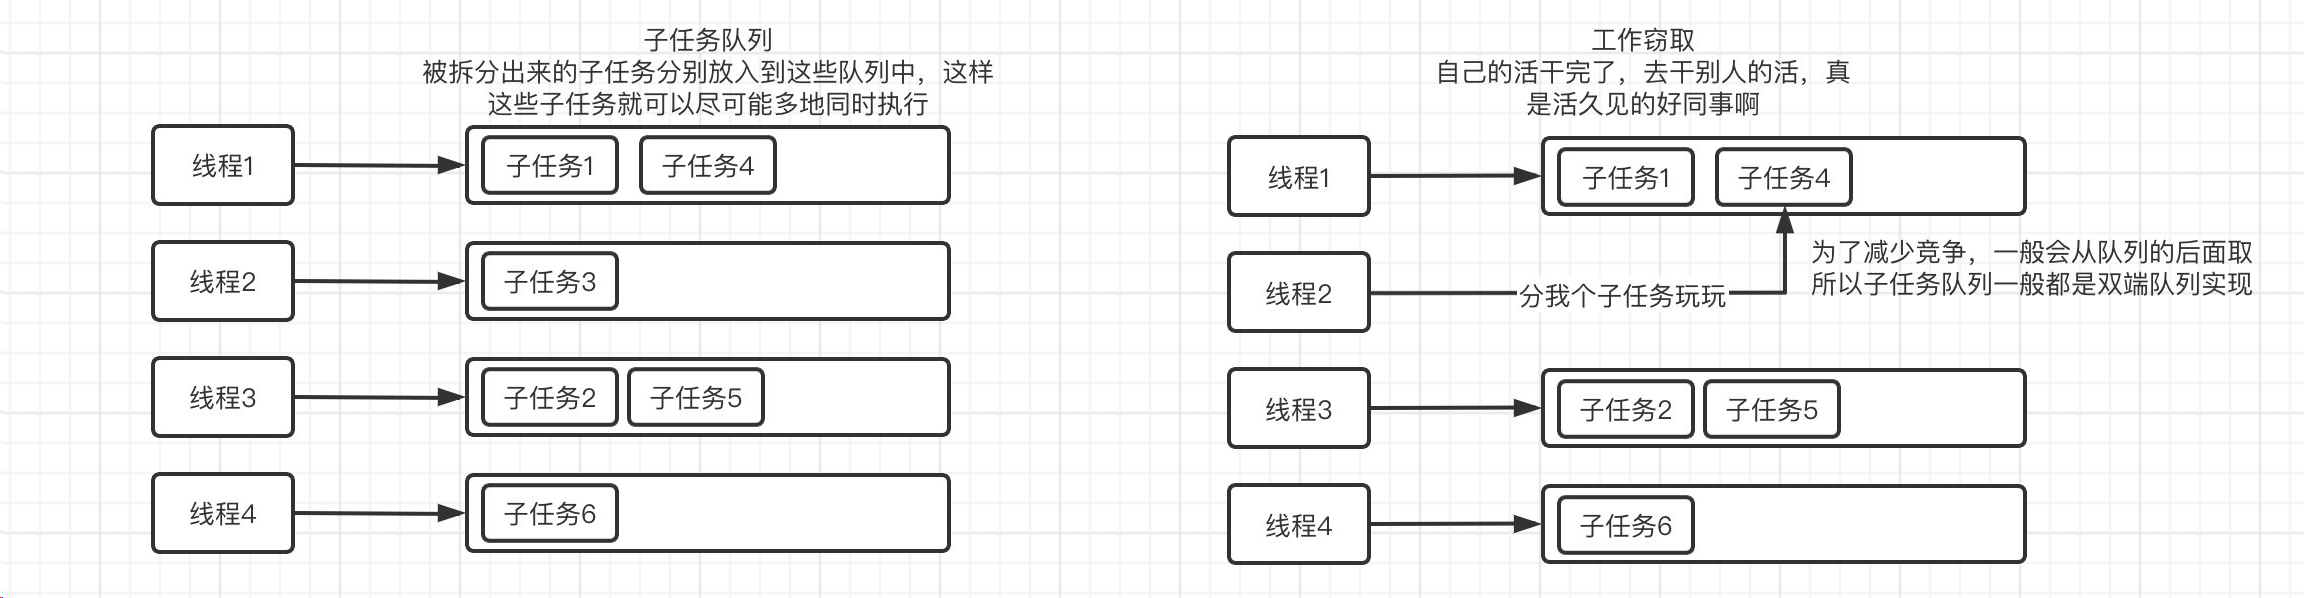 子任务队列
被拆分出来的子任务分别放入到这些队列中，这样
这些子任务就可以尽可能多地同时执行
线程1
子任务1
子任务4
线程2
子任务3
线程3
子任务2
子任务5
线程4
子任务6
工作窃取
自己的活干完了，去干别人的活，真
是活久见的好同事啊
线程1
子任务1
子任务4
线程2
分我个子任务玩玩
为了减少竞争，一般会从队列的后面取
所以子任务队列一般都是双端队列实现
线程3
子任务2
子任务5
线程4
子任务6